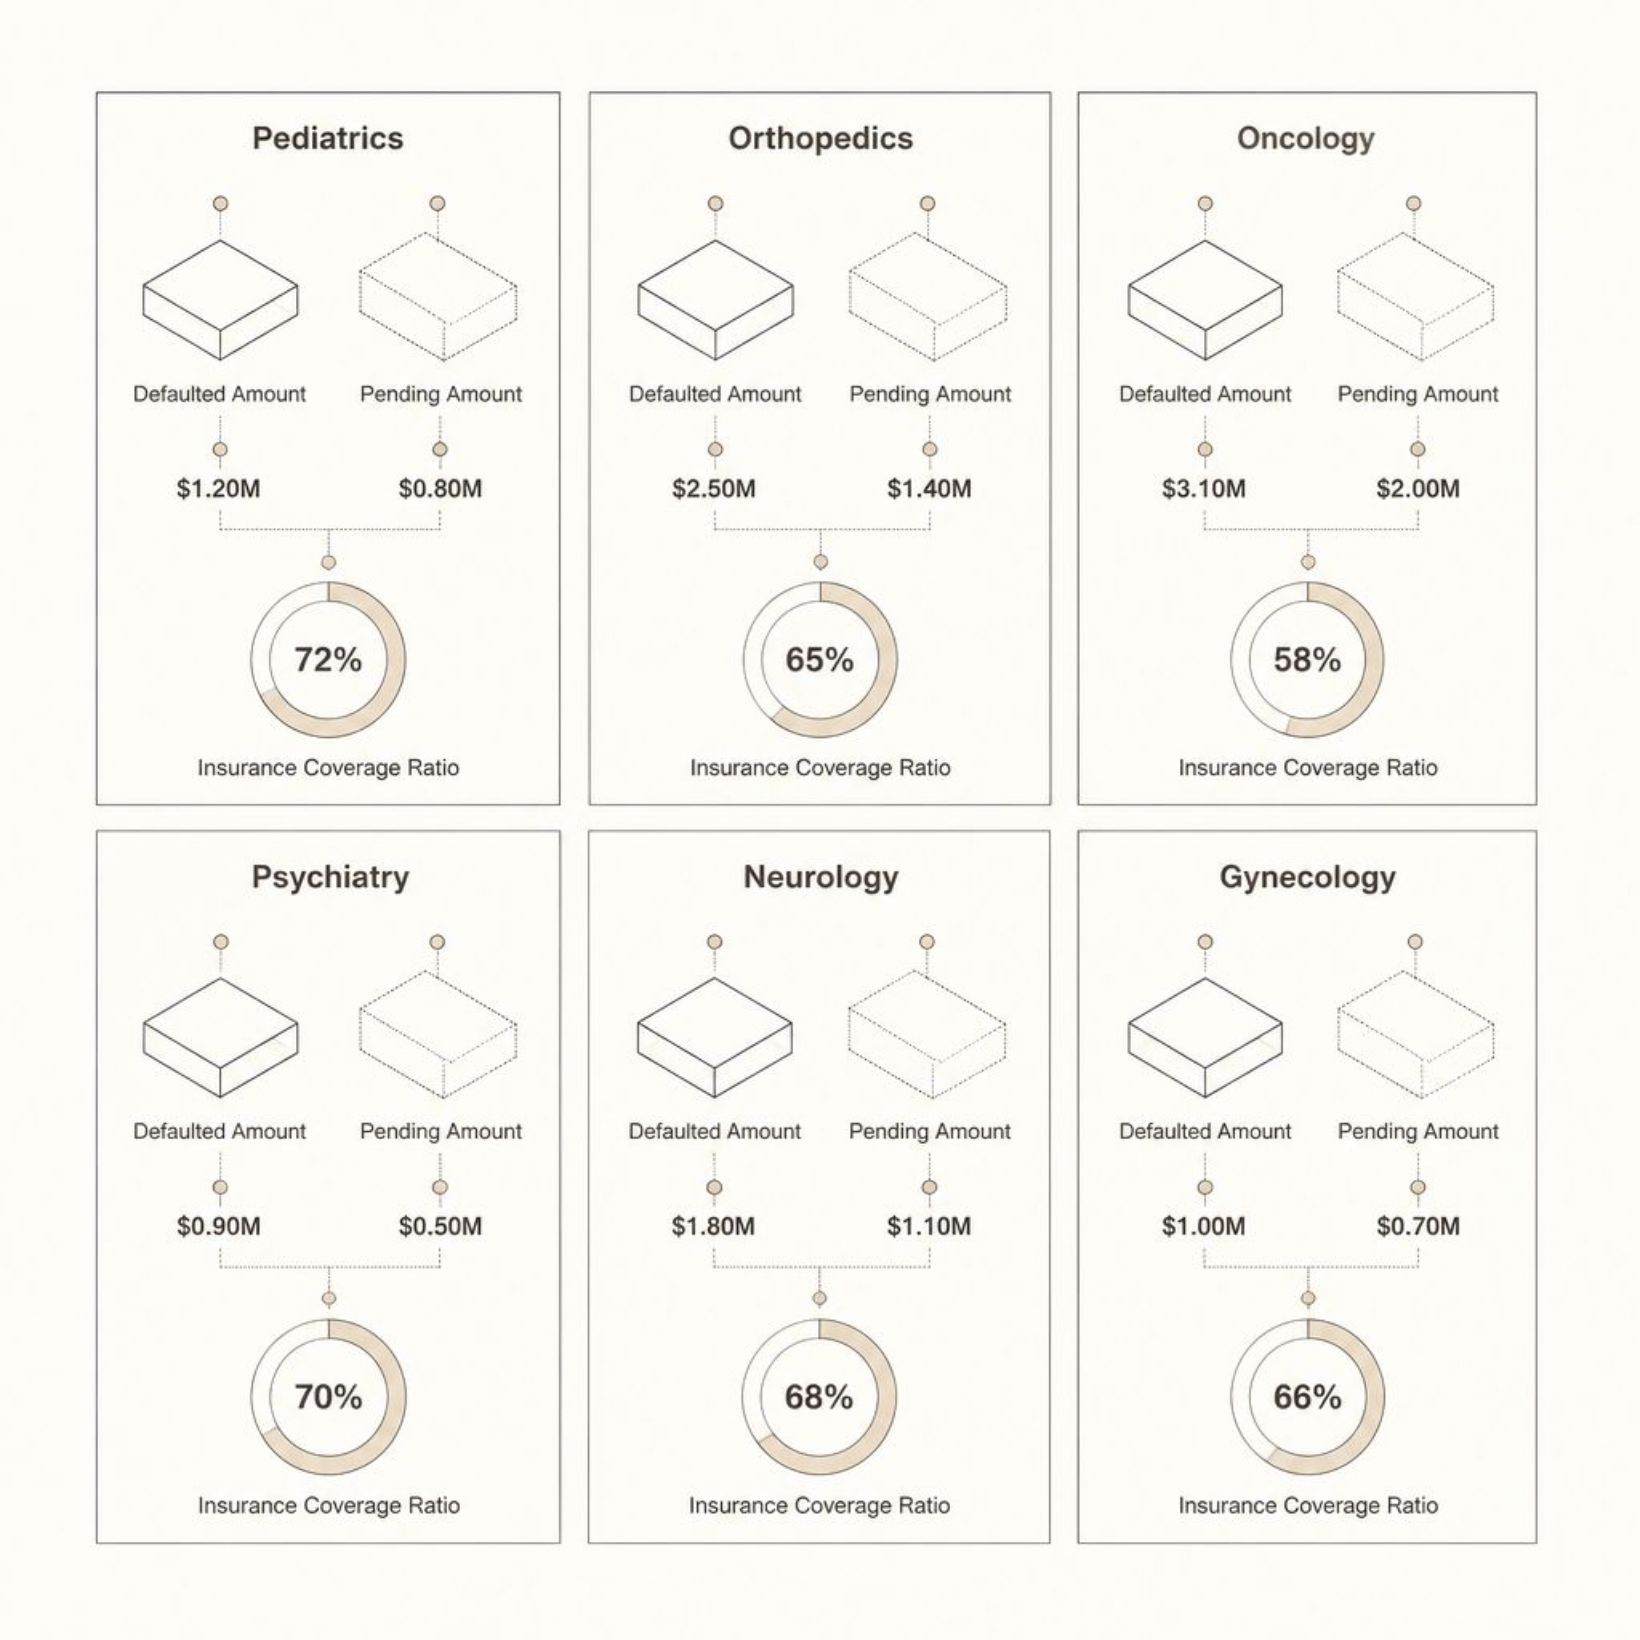 Pediatrics
Defaulted Amount
Pending Amount
$1.20M
$0.80M
72%
Insurance Coverage Ratio
Orthopedics
Defaulted Amount
Pending Amount
$2.50M
$1.40M
65%
Insurance Coverage Ratio
Oncology
Defaulted Amount
Pending Amount
$3.10M
$2.00M
58%
Insurance Coverage Ratio
Psychiatry
Defaulted Amount
Pending Amount
$0.90M
$0.50M
70%
Insurance Coverage Ratio
Neurology
Defaulted Amount
Pending Amount
$1.80M
$1.10M
68%
Insurance Coverage Ratio
Gynecology
Defaulted Amount
Pending Amount
$1.00M
$0.70M
66%
Insurance Coverage Ratio